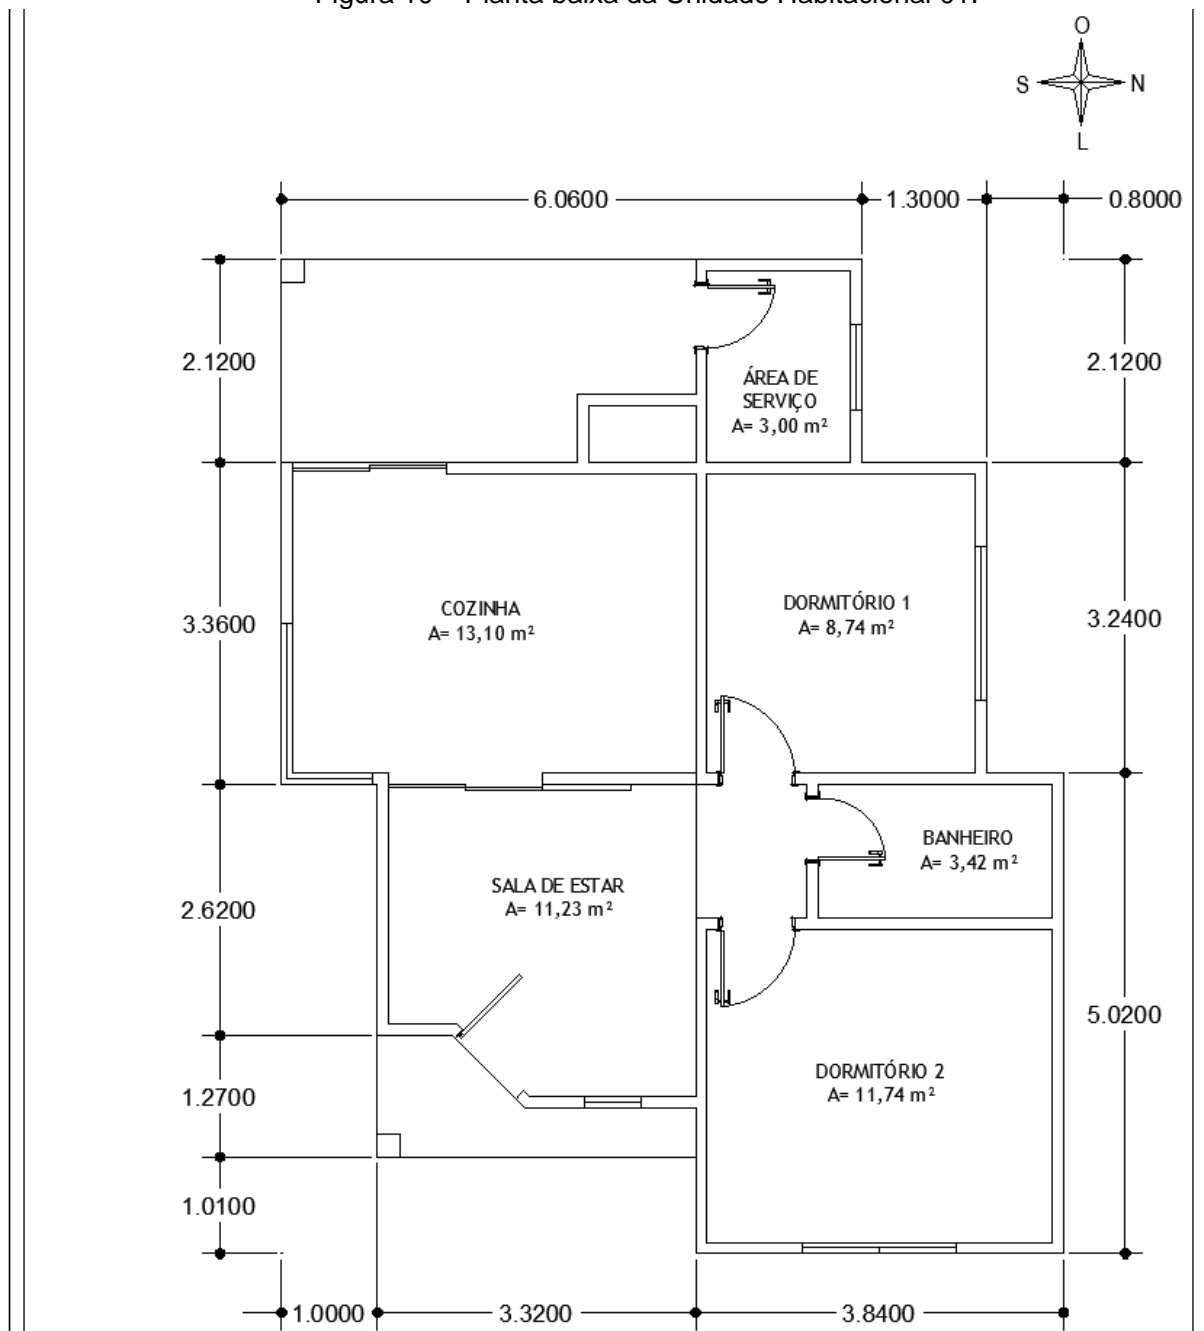 O
S N
L
6.0600 1.3000 0.8000
2.1200 2.1200
ÁREA DE
SERVIÇO
A= 3,00 m²
COZINHA
A= 13,10 m²
DORMITÓRIO 1
A= 8,74 m²
3.3600 3.2400
BANHEIRO
A= 3,42 m²
SALA DE ESTAR
A= 11,23 m²
2.6200
5.0200
DORMITÓRIO 2
A= 11,74 m²
1.2700
1.0100
1.0000 3.3200 3.8400